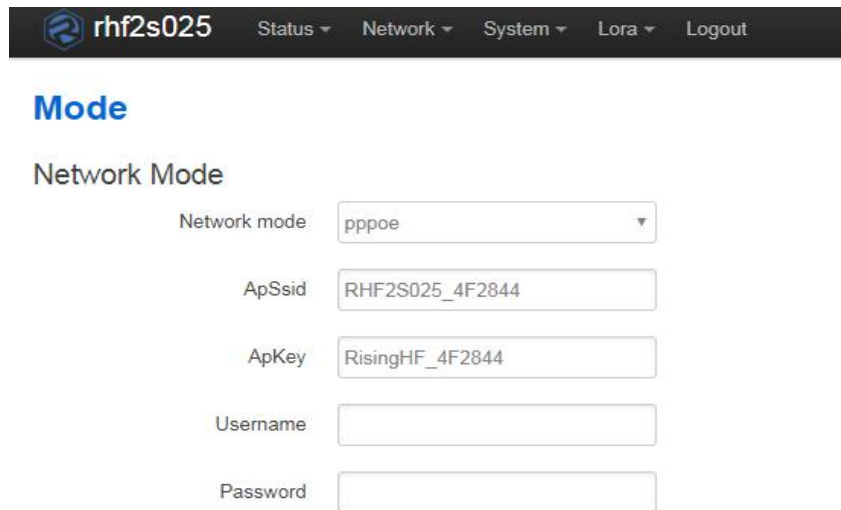 rhf2s025 Status Network System Lora Logout
Mode
Network Mode
Network mode pppoe
ApSsid RHF2S025_4F2844
ApKey RisingHF_4F2844
Username
Password